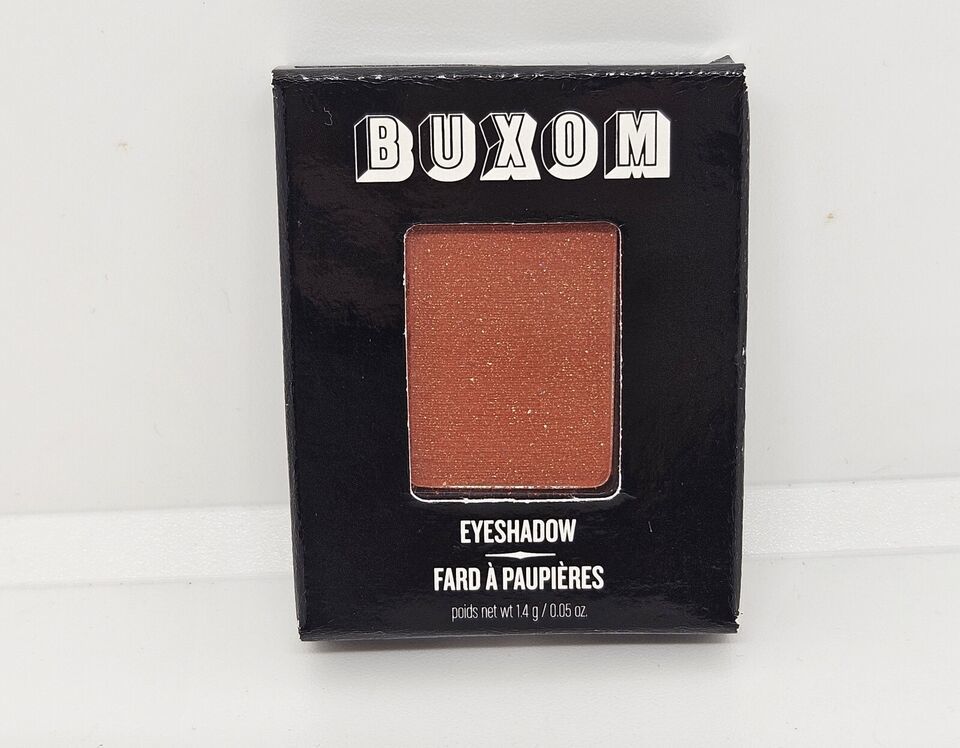 BUXOM
EYESHADOW
FARD À PAUPIÈRES
poids net wt 1.4 g / 0.05 oz.